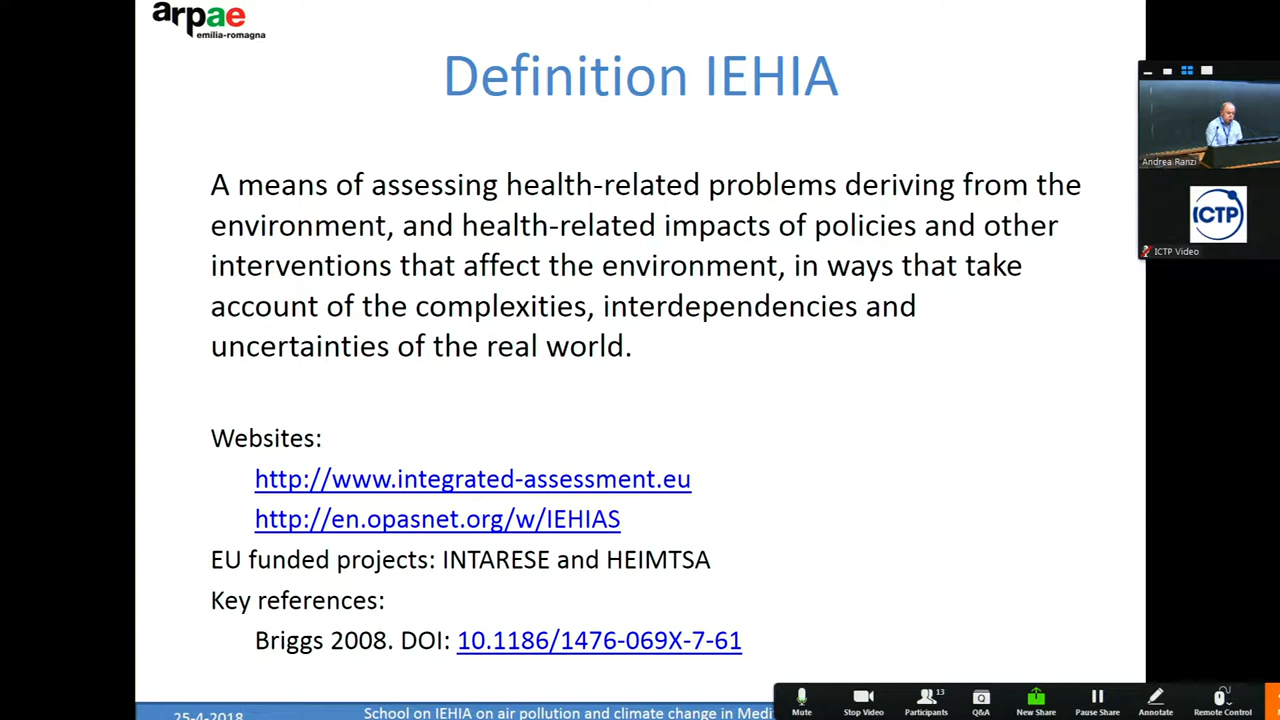 arpae
emilia-romagna
Definition IEHIA
A means of assessing health-related problems deriving from the
environment, and health-related impacts of policies and other
interventions that affect the environment, in ways that take
account of the complexities, interdependencies and
uncertainties of the real world.
Websites:
http://www.integrated-assessment.eu
http://en.opasnet.org/w/IEHIAS
EU funded projects: INTARESE and HEIMTSA
Key references:
Briggs 2008. DOI: 10.1186/1476-069X-7-61
25-4-2018
School on IEHIA on air pollution and climate change in Medi
Andrea Ranzi
ICTP
ICTP Video
Mute
Stop Video
13
Participants
Q&A
New Share
Pause Share
Annotate
Remote Control